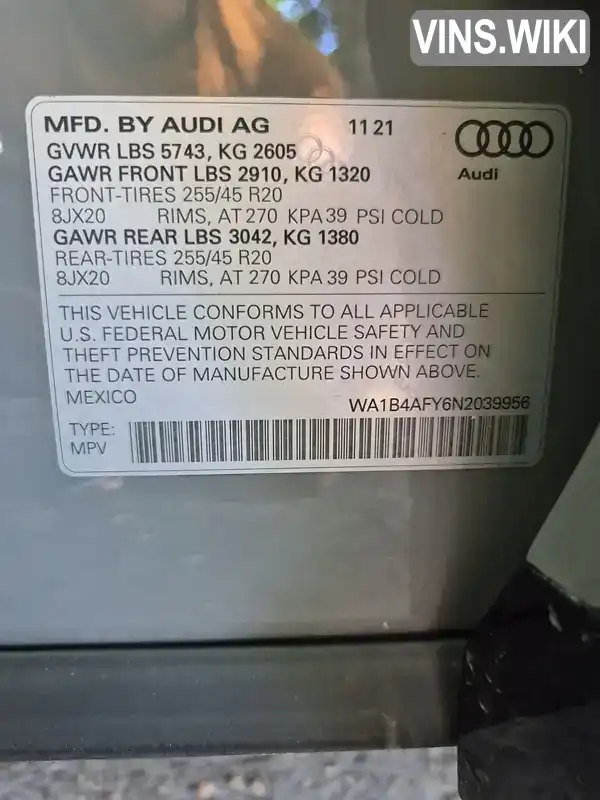 VINS.WIKI
MFD. BY AUDI AG 11 21
GVWR LBS 5743, KG 2605
GAWR FRONT LBS 2910, KG 1320
Audi
FRONT-TIRES 255/45 R20
8JX20 RIMS, AT 270 KPA 39 PSI COLD
GAWR REAR LBS 3042, KG 1380
REAR-TIRES 255/45 R20
8JX20 RIMS, AT 270 KPA 39 PSI COLD
THIS VEHICLE CONFORMS TO ALL APPLICABLE
U.S. FEDERAL MOTOR VEHICLE SAFETY AND
THEFT PREVENTION STANDARDS IN EFFECT ON
THE DATE OF MANUFACTURE SHOWN ABOVE.
MEXICO WA1B4AFY6N2039956
TYPE:
MPV